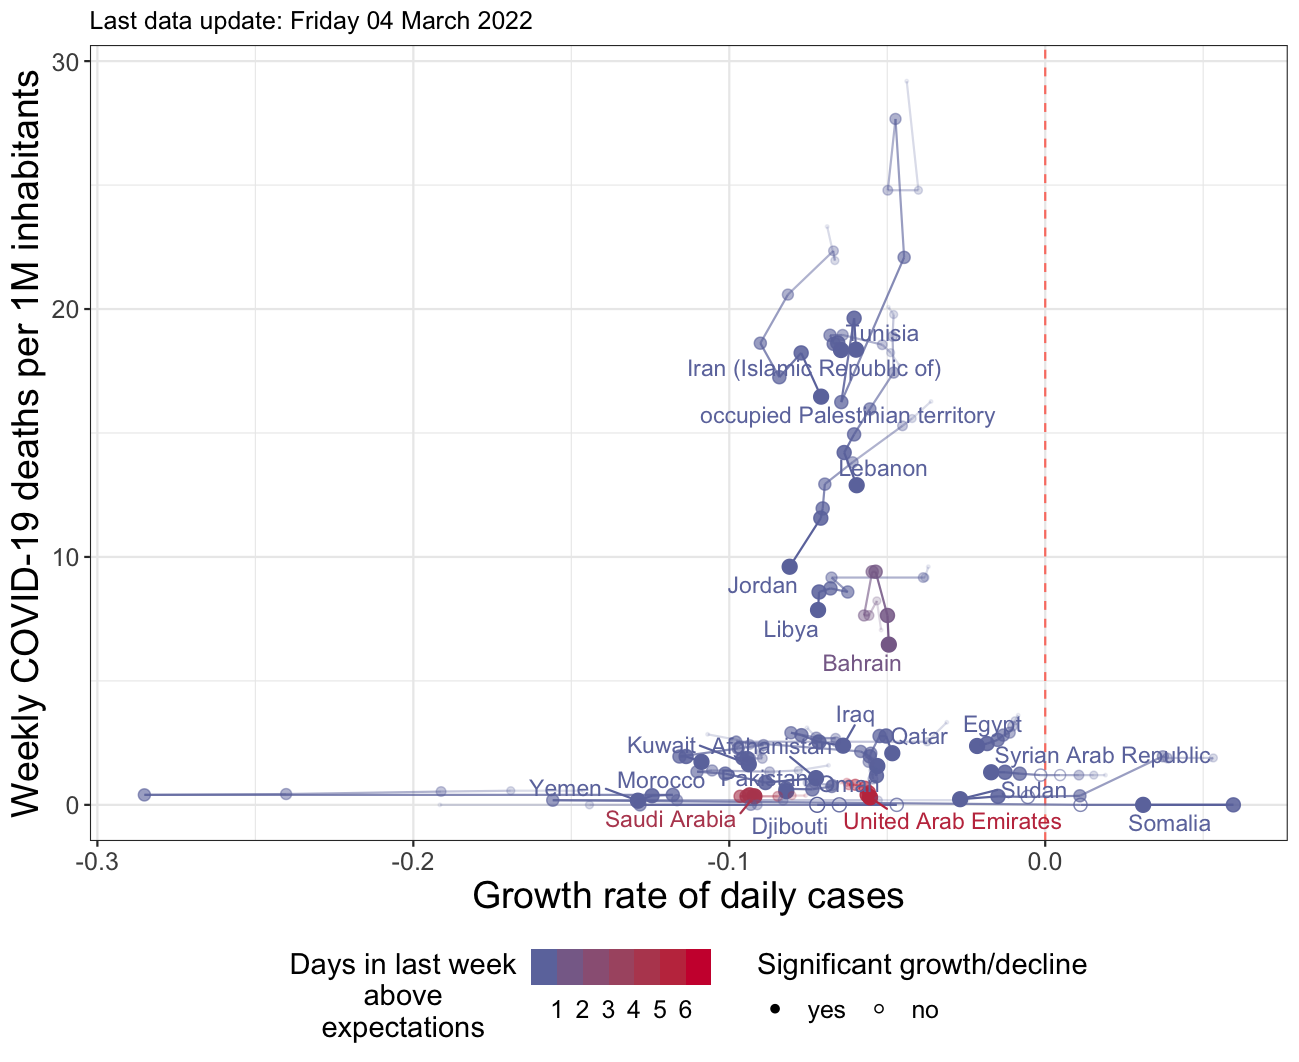 Last data update: Friday 04 March 2022
Weekly COVID-19 deaths per 1M inhabitants
30
20
10
0
Tunisia
Iran (Islamic Republic of)
occupied Palestinian territory
Lebanon
Jordan
Libya
Bahrain
Iraq
Egypt
Qatar
Kuwait
Afghanistan
Syrian Arab Republic
Morocco
Pakistan
Oman
Yemen
Sudan
Saudi Arabia
Djibouti
United Arab Emirates
Somalia
-0.3
-0.2
-0.1
0.0
Growth rate of daily cases
Days in last week
above
expectations
1 2 3 4 5 6
Significant growth/decline
yes
no